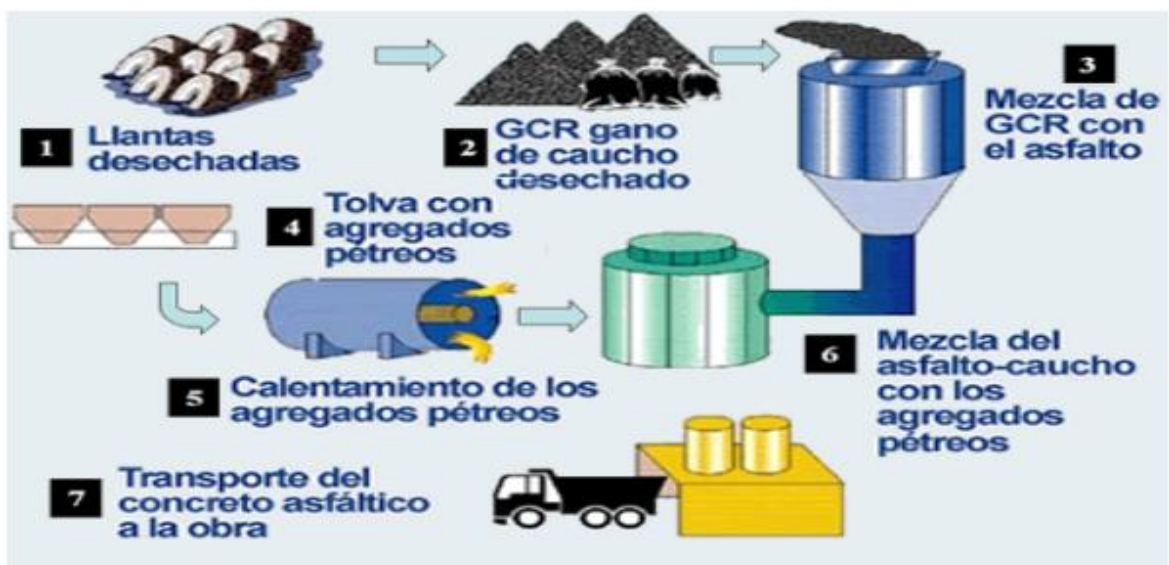 1 Llantas
desechadas
2 GCR gano
de caucho
desechado
3
Mezcla de
GCR con
el asfalto
4 Tolva con
agregados
pétreos
5 Calentamiento de los
agregados pétreos
6 Mezcla del
asfalto-caucho
con los
agregados
pétreos
7 Transporte del
concreto asfáltico
a la obra